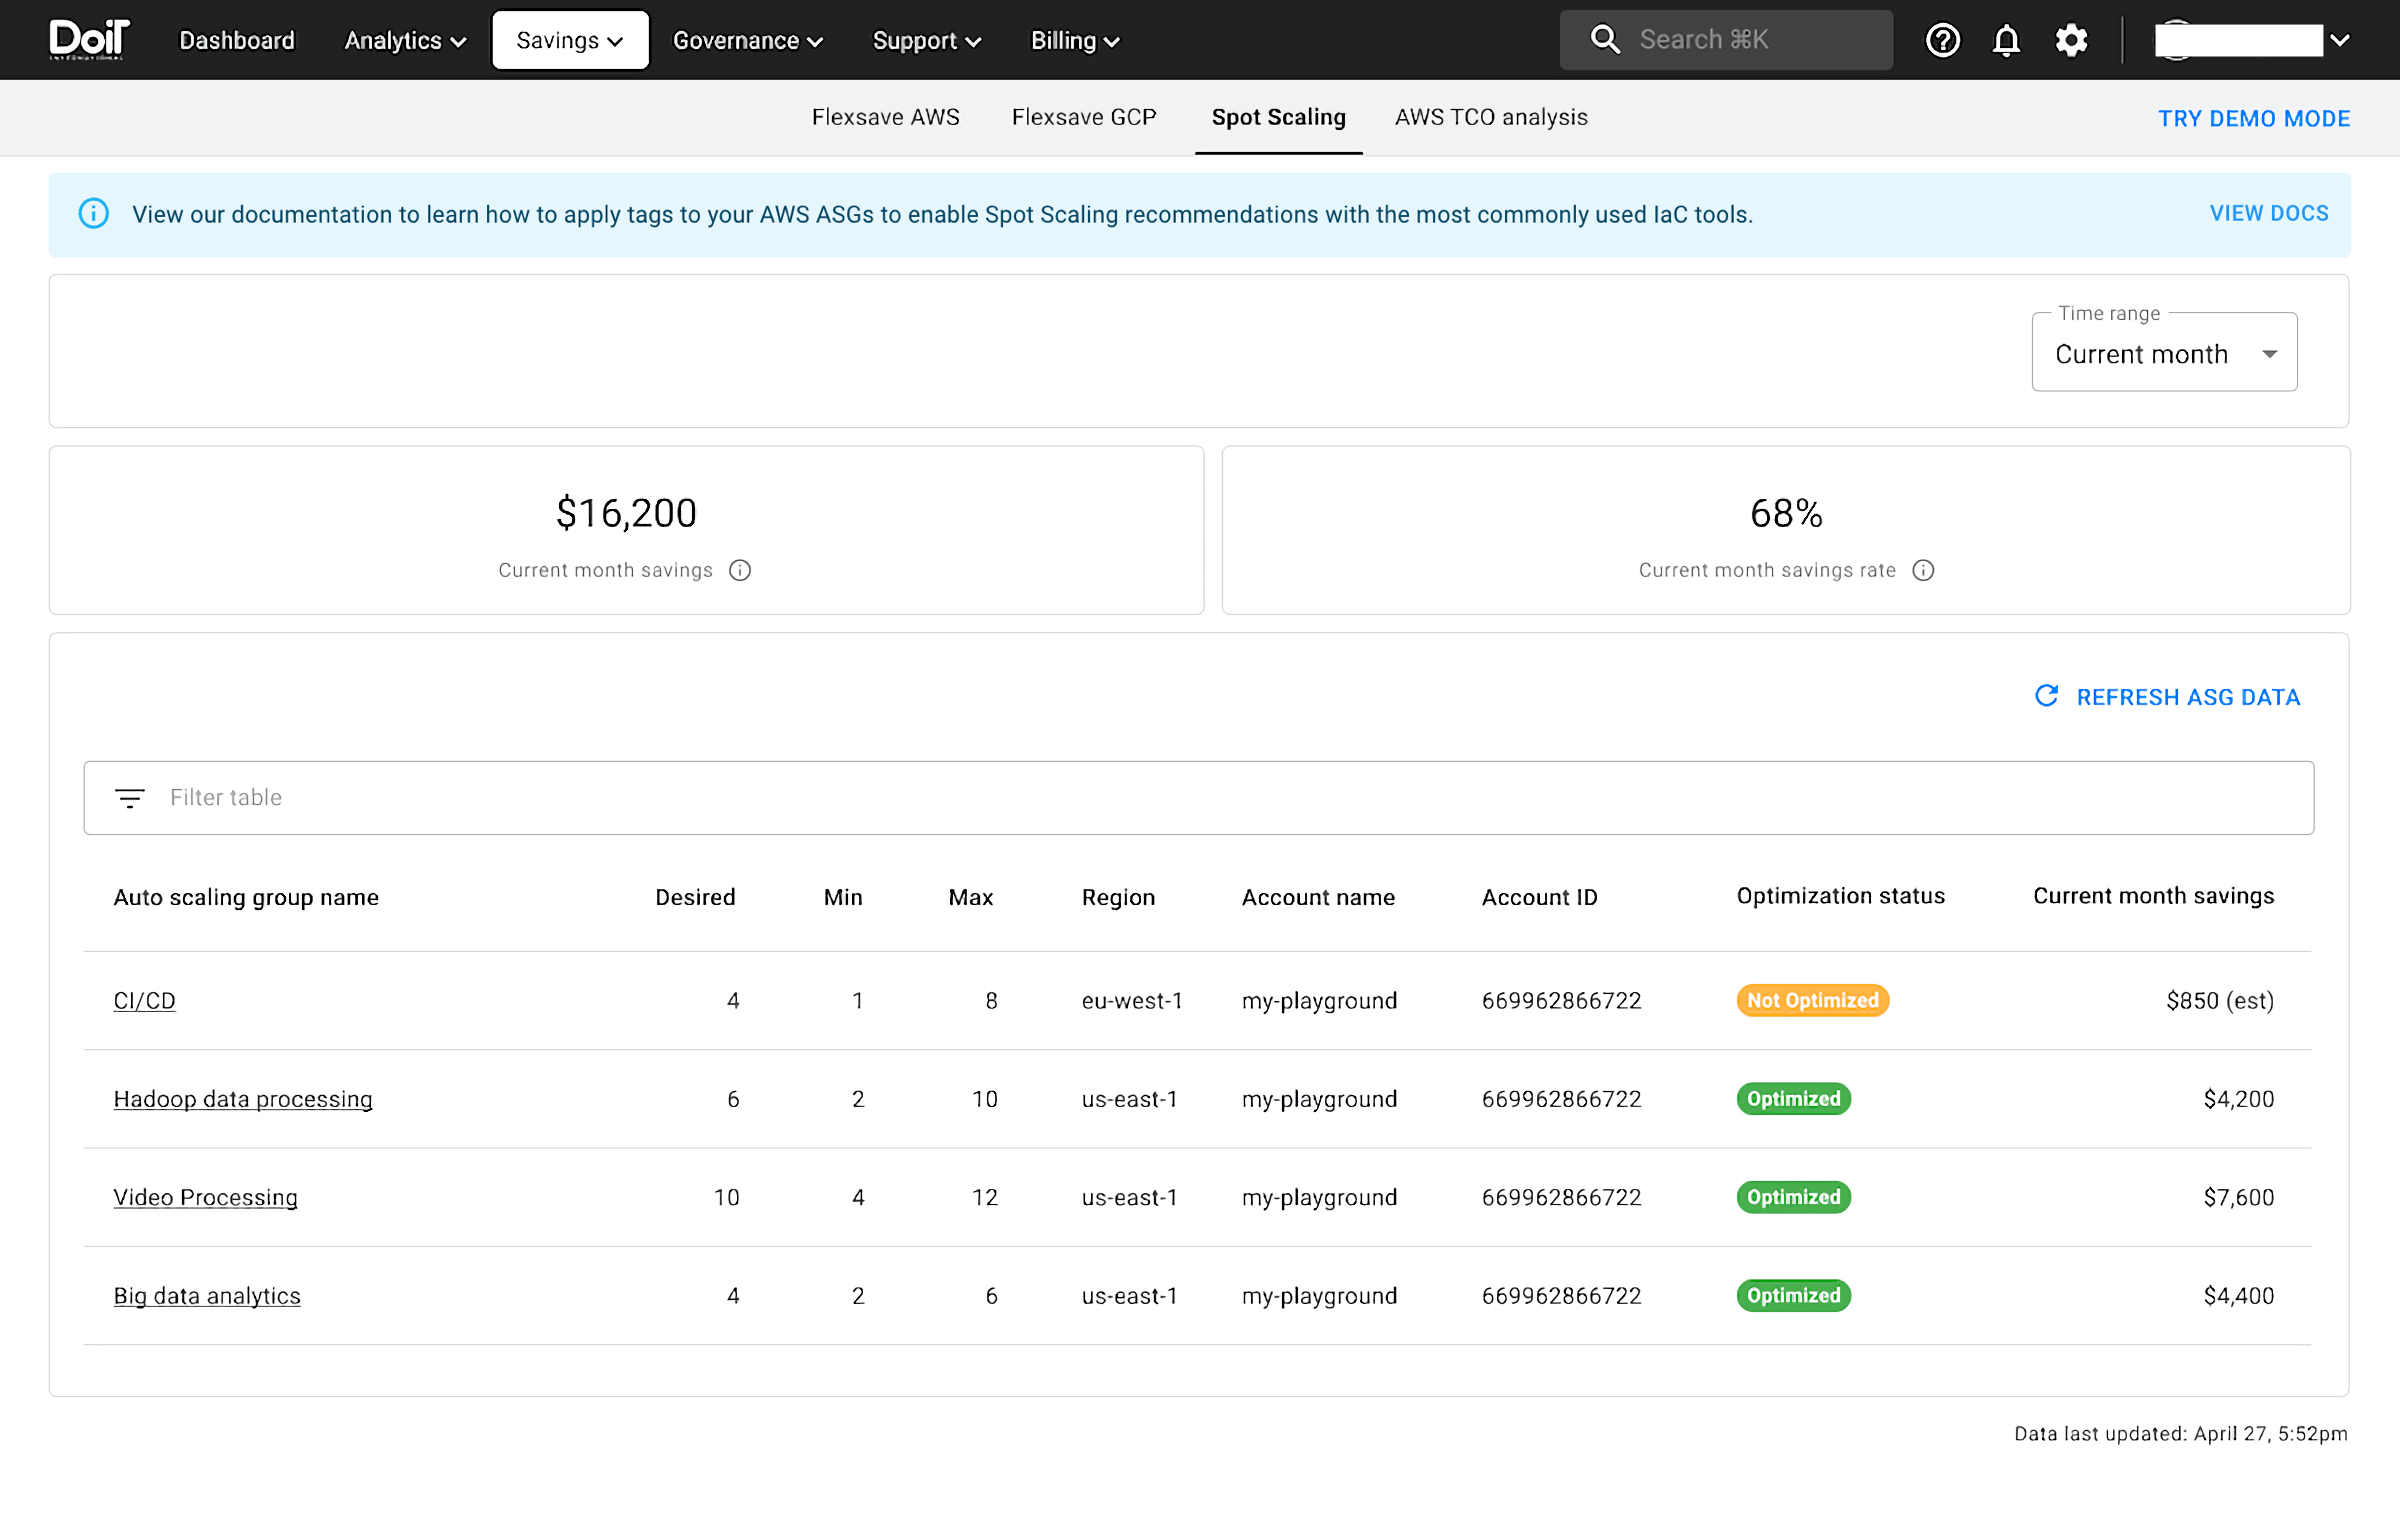 DoiT Dashboard Analytics Savings Governance Support Billing Search ⌘K
Flexsave AWS Flexsave GCP Spot Scaling AWS TCO analysis TRY DEMO MODE
View our documentation to learn how to apply tags to your AWS ASGs to enable Spot Scaling recommendations with the most commonly used IaC tools. VIEW DOCS
Time range
Current month
$16,200 68%
Current month savings Current month savings rate
REFRESH ASG DATA
Filter table
Auto scaling group name Desired Min Max Region Account name Account ID Optimization status Current month savings
CI/CD 4 1 8 eu-west-1 my-playground 669962866722 Not Optimized $850 (est)
Hadoop data processing 6 2 10 us-east-1 my-playground 669962866722 Optimized $4,200
Video Processing 10 4 12 us-east-1 my-playground 669962866722 Optimized $7,600
Big data analytics 4 2 6 us-east-1 my-playground 669962866722 Optimized $4,400
Data last updated: April 27, 5:52pm